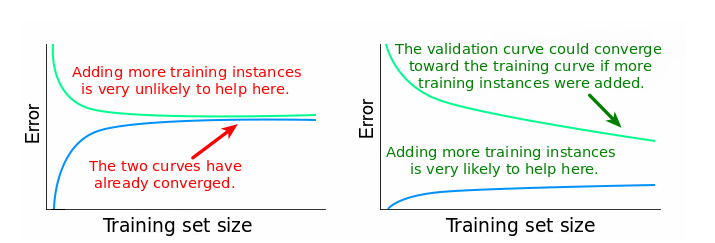 Error
Adding more training instances
is very unlikely to help here.
The two curves have
already converged.
Training set size
Error
The validation curve could converge
toward the training curve if more
training instances were added.
Adding more training instances
is very likely to help here.
Training set size